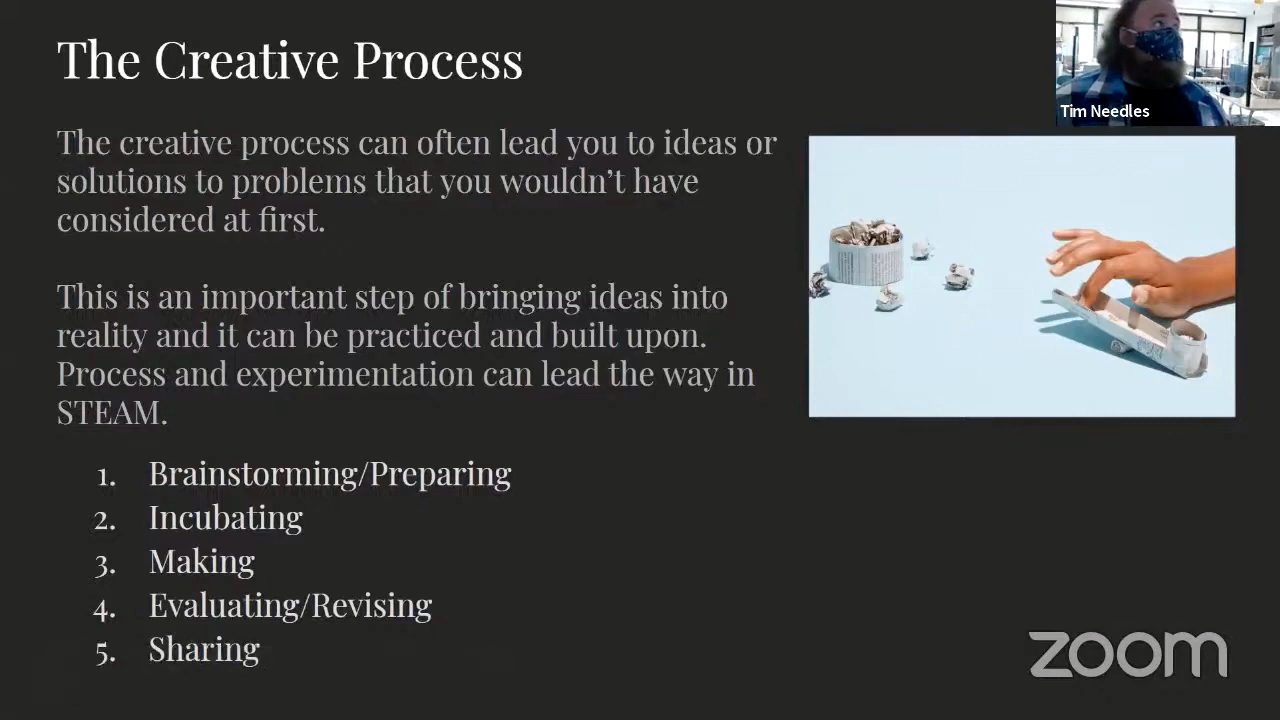 The Creative Process
Tim Needles
The creative process can often lead you to ideas or
solutions to problems that you wouldn’t have
considered at first.
This is an important step of bringing ideas into
reality and it can be practiced and built upon.
Process and experimentation can lead the way in
STEAM.
1. Brainstorming/Preparing
2. Incubating
3. Making
4. Evaluating/Revising
5. Sharing
zoom